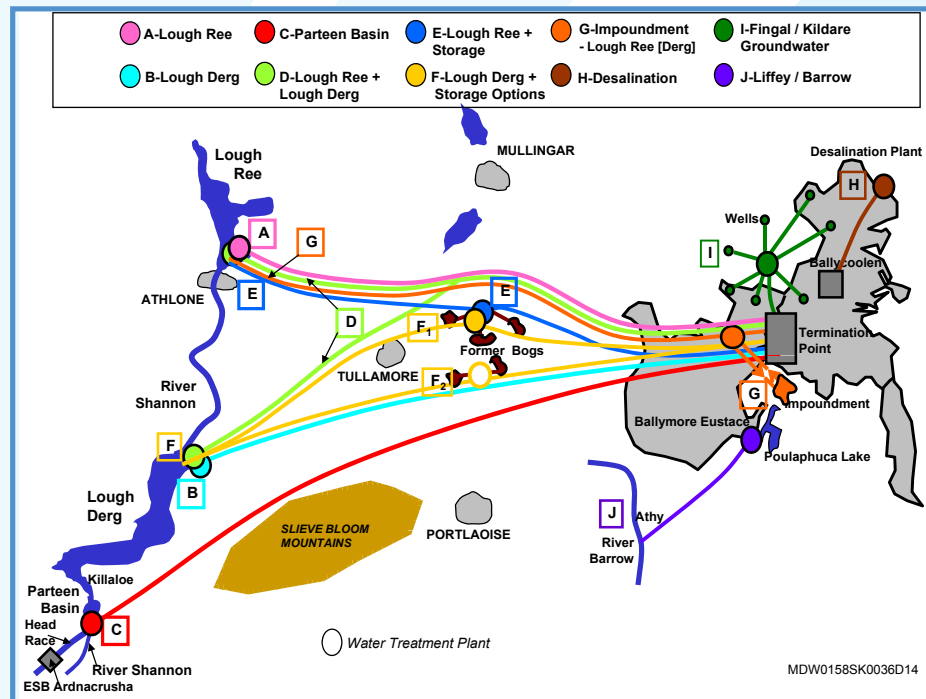 A-Lough Ree
C-Parteen Basin
E-Lough Ree +
Storage
G-Impoundment
- Lough Ree [Derg]
I-Fingal / Kildare
Groundwater
B-Lough Derg
D-Lough Ree +
Lough Derg
F-Lough Derg +
Storage Options
H-Desalination
J-Liffey / Barrow
MULLINGAR
Desalination Plant
Lough
Ree
H
Wells
A
G
I
Ballycoolen
ATHLONE
E
E
D
F1
Termination
Point
Former Bogs
TULLAMORE
F2
River
Shannon
G
Impoundment
Ballymore Eustace
F
Poulaphuca Lake
B
Lough
Derg
PORTLAOISE
J
Athy
River
Barrow
SLIEVE BLOOM
MOUNTAINS
Killaloe
Parteen
Basin
Head
Race
C
Water Treatment Plant
River Shannon
ESB Ardnacrusha
MDW0158SK0036D14